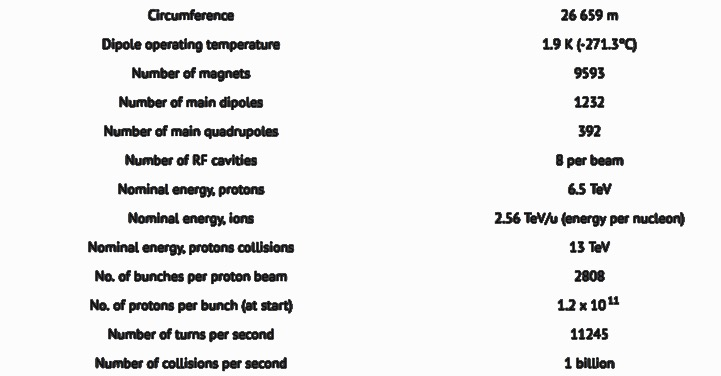 Circumference 26 659 m
Dipole operating temperature 1.9 K (-271.3°C)
Number of magnets 9593
Number of main dipoles 1232
Number of main quadrupoles 392
Number of RF cavities 8 per beam
Nominal energy, protons 6.5 TeV
Nominal energy, ions 2.56 TeV/u (energy per nucleon)
Nominal energy, protons collisions 13 TeV
No. of bunches per proton beam 2808
No. of protons per bunch (at start) 1.2 x 10¹¹
Number of turns per second 11245
Number of collisions per second 1 billion